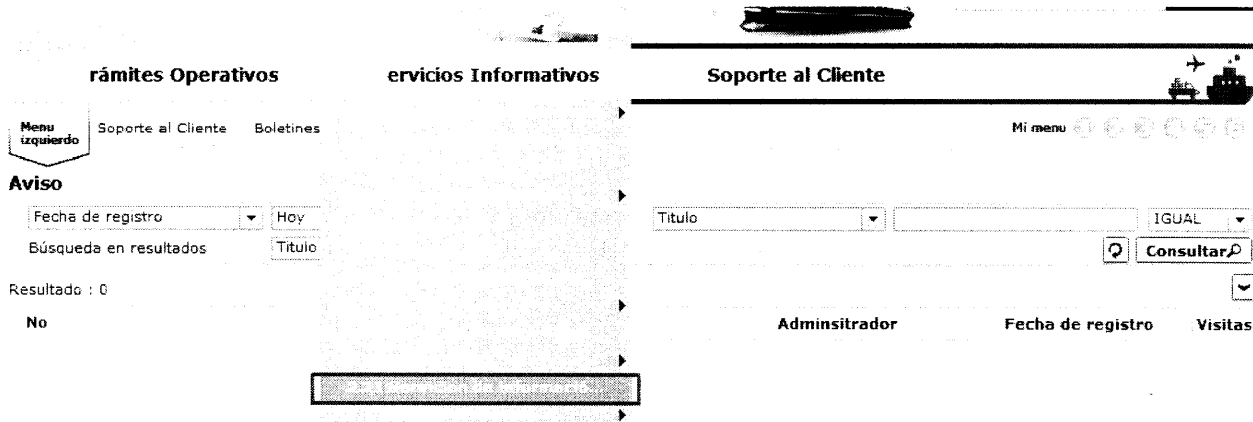 rámites Operativos ervicios Informativos Soporte al Cliente
Menu izquierdo Soporte al Cliente Boletines Mi menu
Aviso
Fecha de registro Hoy Titulo IGUAL
Búsqueda en resultados Titulo Consultar
Resultado : 0
No Adminsitrador Fecha de registro Visitas